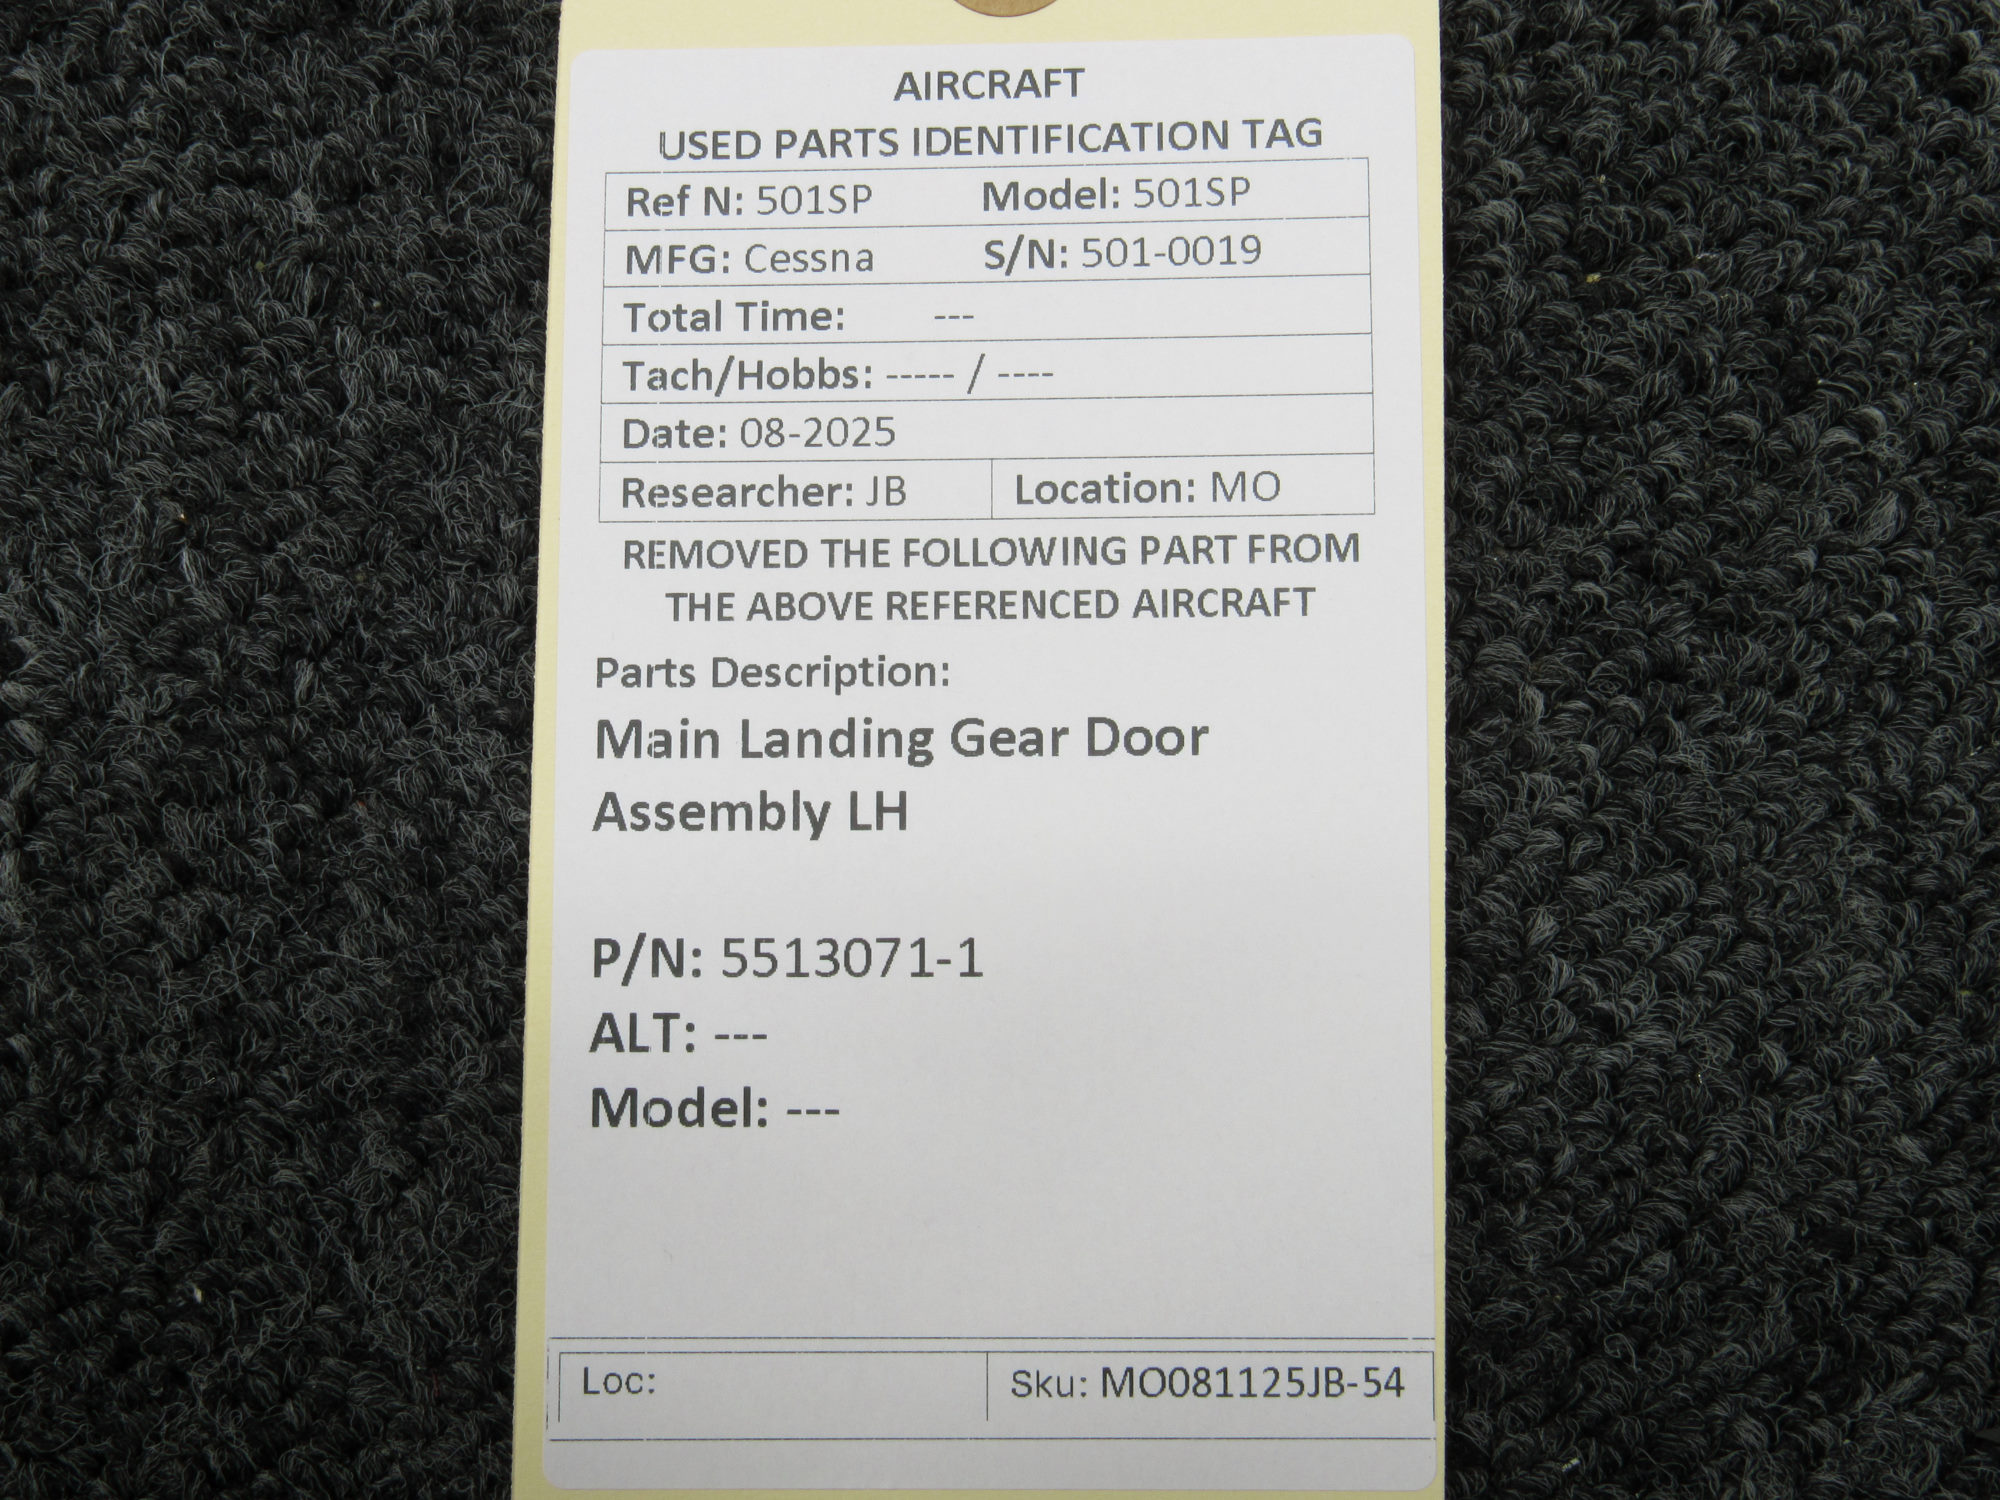 AIRCRAFT
USED PARTS IDENTIFICATION TAG
Ref N: 501SP Model: 501SP
MFG: Cessna S/N: 501-0019
Total Time: ---
Tach/Hobbs: ----- / ----
Date: 08-2025
Researcher: JB Location: MO
REMOVED THE FOLLOWING PART FROM
THE ABOVE REFERENCED AIRCRAFT
Parts Description:
Main Landing Gear Door
Assembly LH
P/N: 5513071-1
ALT: ---
Model: ---
Loc: Sku: MO081125JB-54